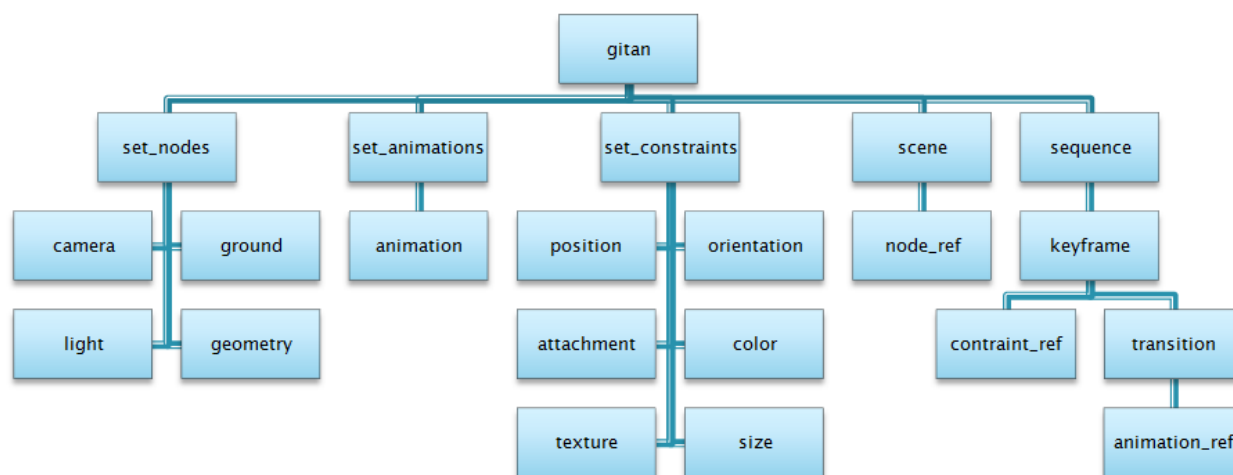 gitan
set_nodes
set_animations
set_constraints
scene
sequence
camera
ground
animation
position
orientation
node_ref
keyframe
light
geometry
attachment
color
contraint_ref
transition
texture
size
animation_ref